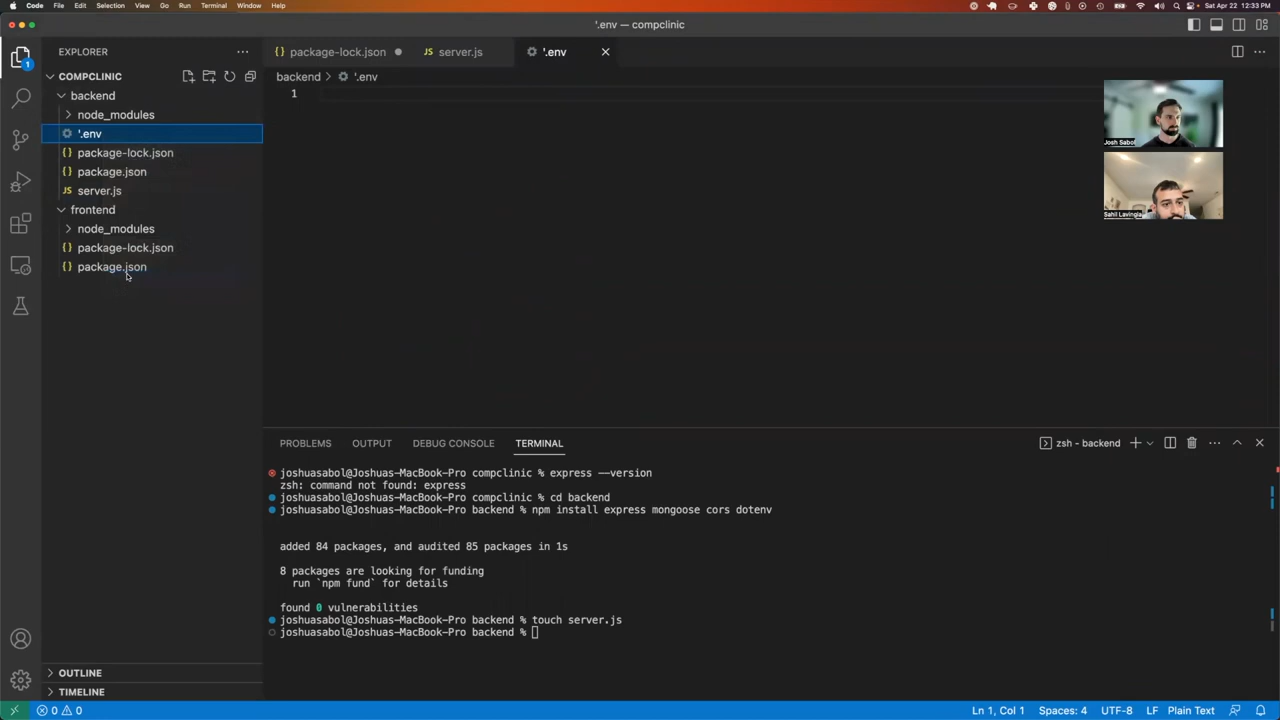 Code File Edit Selection View Go Run Terminal Window Help Sat Apr 22 12:33 PM
'.env — compclinic
EXPLORER
package-lock.json
server.js
'.env
COMPCLINIC
backend > '.env
backend
1
node_modules
'.env
package-lock.json
package.json
server.js
frontend
node_modules
package-lock.json
package.json
1
Josh Sabol
Sahil Lavingia
PROBLEMS OUTPUT DEBUG CONSOLE TERMINAL
zsh - backend
joshuasabol@Joshuas-MacBook-Pro compclinic % express --version
zsh: command not found: express
joshuasabol@Joshuas-MacBook-Pro compclinic % cd backend
joshuasabol@Joshuas-MacBook-Pro backend % npm install express mongoose cors dotenv
added 84 packages, and audited 85 packages in 1s
8 packages are looking for funding
run `npm fund` for details
found 0 vulnerabilities
joshuasabol@Joshuas-MacBook-Pro backend % touch server.js
joshuasabol@Joshuas-MacBook-Pro backend %
OUTLINE
TIMELINE
0 0
Ln 1, Col 1 Spaces: 4 UTF-8 LF Plain Text